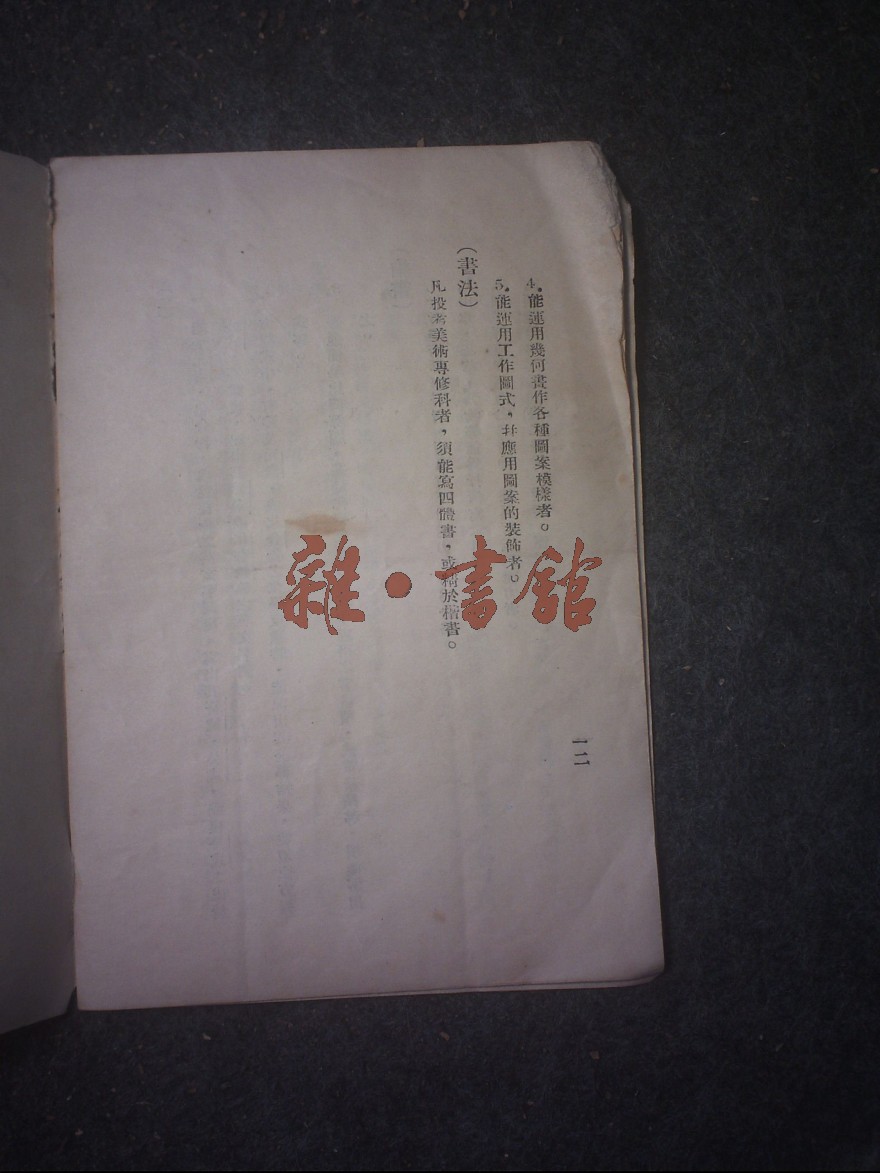 4.能運用幾何畫作各種圖案模樣者。
5.能運用工作圖式，幷應用圖案的裝飾者。
(書法)
凡投考美術專修科者，須能寫四體書，或精於楷書。
一二
雜·書館